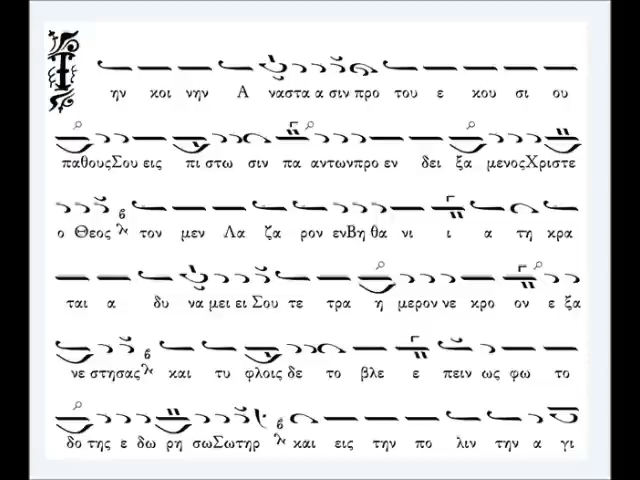 Την κοι νην Α ναστα α σιν προ του ε κου σι ου
παθουςΣου εις πι στω σιν πα αντωνπρο εν δει ξα μενοςΧριστε
ο Θεος τον μεν Λα ζα ρον ενΒη θα νι ι α τη κρα
ται α δυ να μει ει Σου τε τρα η μερον νε κρο ον ε ξα
νε στησας και τυ φλοις δε το βλε ε πειν ως φω το
δο της ε δω ρη σωΣωτηρ και εις την πο λιν την α γι